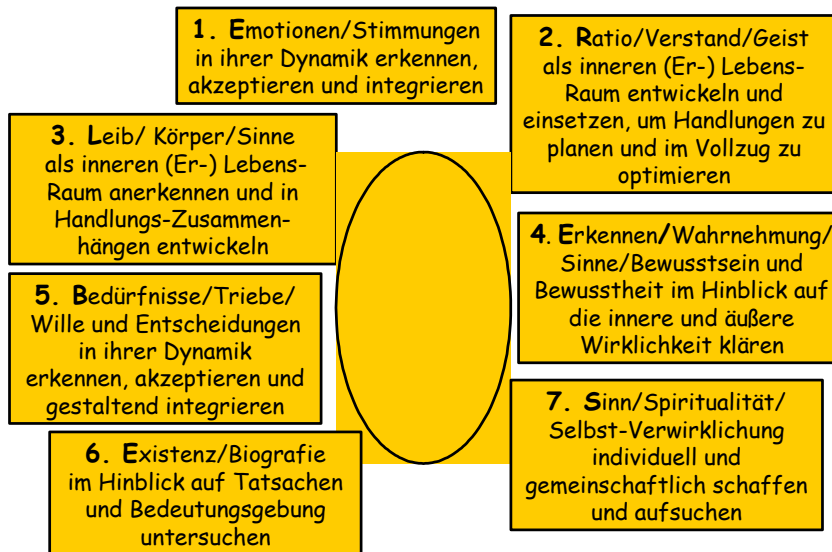 1. Emotionen/Stimmungen
in ihrer Dynamik erkennen,
akzeptieren und integrieren
2. Ratio/Verstand/Geist
als inneren (Er-) Lebens-
Raum entwickeln und
einsetzen, um Handlungen zu
planen und im Vollzug zu
optimieren
3. Leib/ Körper/Sinne
als inneren (Er-) Lebens-
Raum anerkennen und in
Handlungs-Zusammen-
hängen entwickeln
4. Erkennen/Wahrnehmung/
Sinne/Bewusstsein und
Bewusstheit im Hinblick auf
die innere und äußere
Wirklichkeit klären
5. Bedürfnisse/Triebe/
Wille und Entscheidungen
in ihrer Dynamik
erkennen, akzeptieren und
gestaltend integrieren
6. Existenz/Biografie
im Hinblick auf Tatsachen
und Bedeutungsgebung
untersuchen
7. Sinn/Spiritualität/
Selbst-Verwirklichung
individuell und
gemeinschaftlich schaffen
und aufsuchen